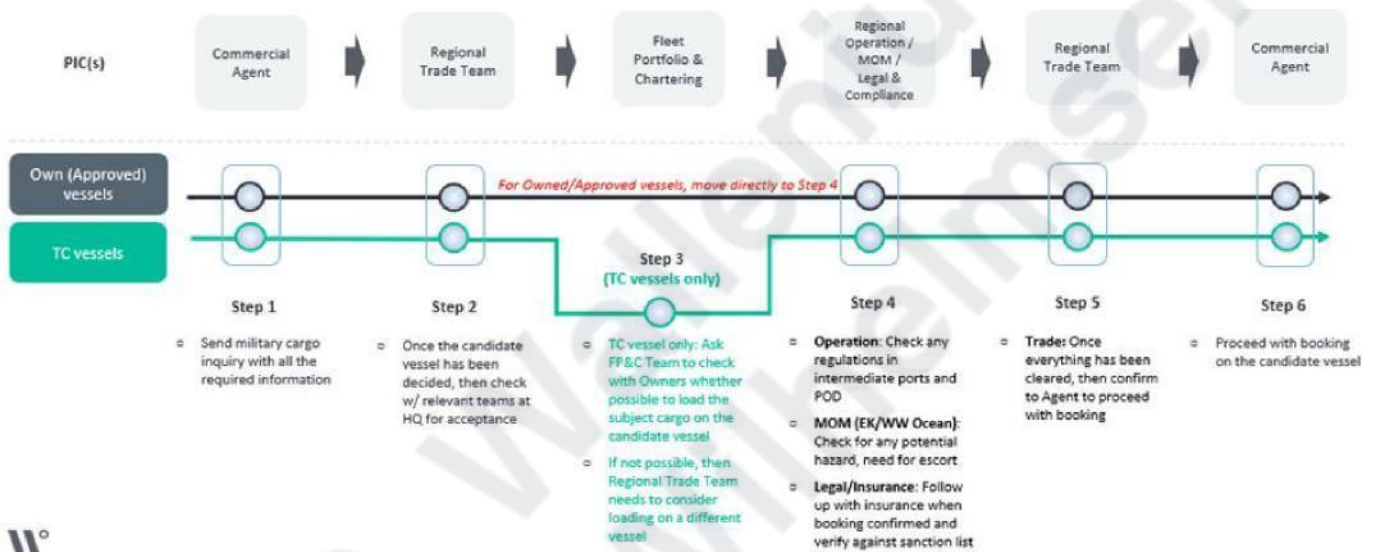 PIC(s)
Commercial
Agent
Regional
Trade Team
Fleet
Portfolio &
Chartering
Regional
Operation /
MOM /
Legal &
Compliance
Regional
Trade Team
Commercial
Agent
Own (Approved)
vessels
For Owned/Approved vessels, move directly to Step 4
TC vessels
Step 1
Send military cargo
inquiry with all the
required information
Step 2
Once the candidate
vessel has been
decided, then check
w/ relevant teams at
HQ for acceptance
Step 3
(TC vessels only)
TC vessel only: Ask
FP&C Team to check
with Owners whether
possible to load the
subject cargo on the
candidate vessel
If not possible, then
Regional Trade Team
needs to consider
loading on a different
vessel
Step 4
Operation: Check any
regulations in
intermediate ports and
POD
MOM (EK/WW Ocean):
Check for any potential
hazard, need for escort
Legal/Insurance: Follow
up with insurance when
booking confirmed and
verify against sanction list
Step 5
Trade: Once
everything has been
cleared, then confirm
to Agent to proceed
with booking
Step 6
Proceed with booking
on the candidate vessel
Wallenius
Wilhelmsen